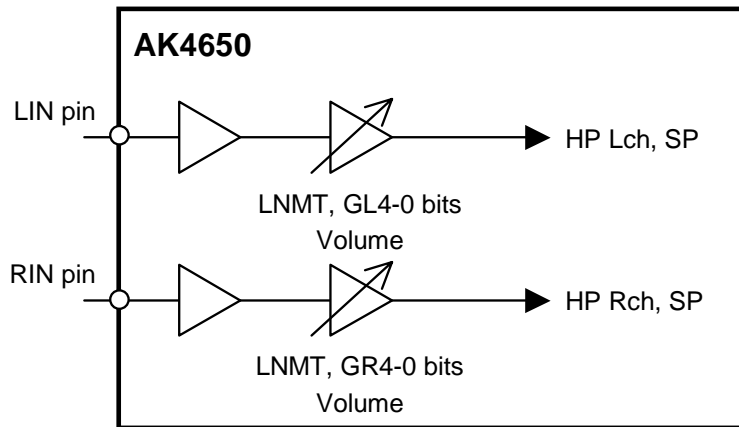 AK4650
LIN pin
HP Lch, SP
LNMT, GL4-0 bits
Volume
RIN pin
HP Rch, SP
LNMT, GR4-0 bits
Volume